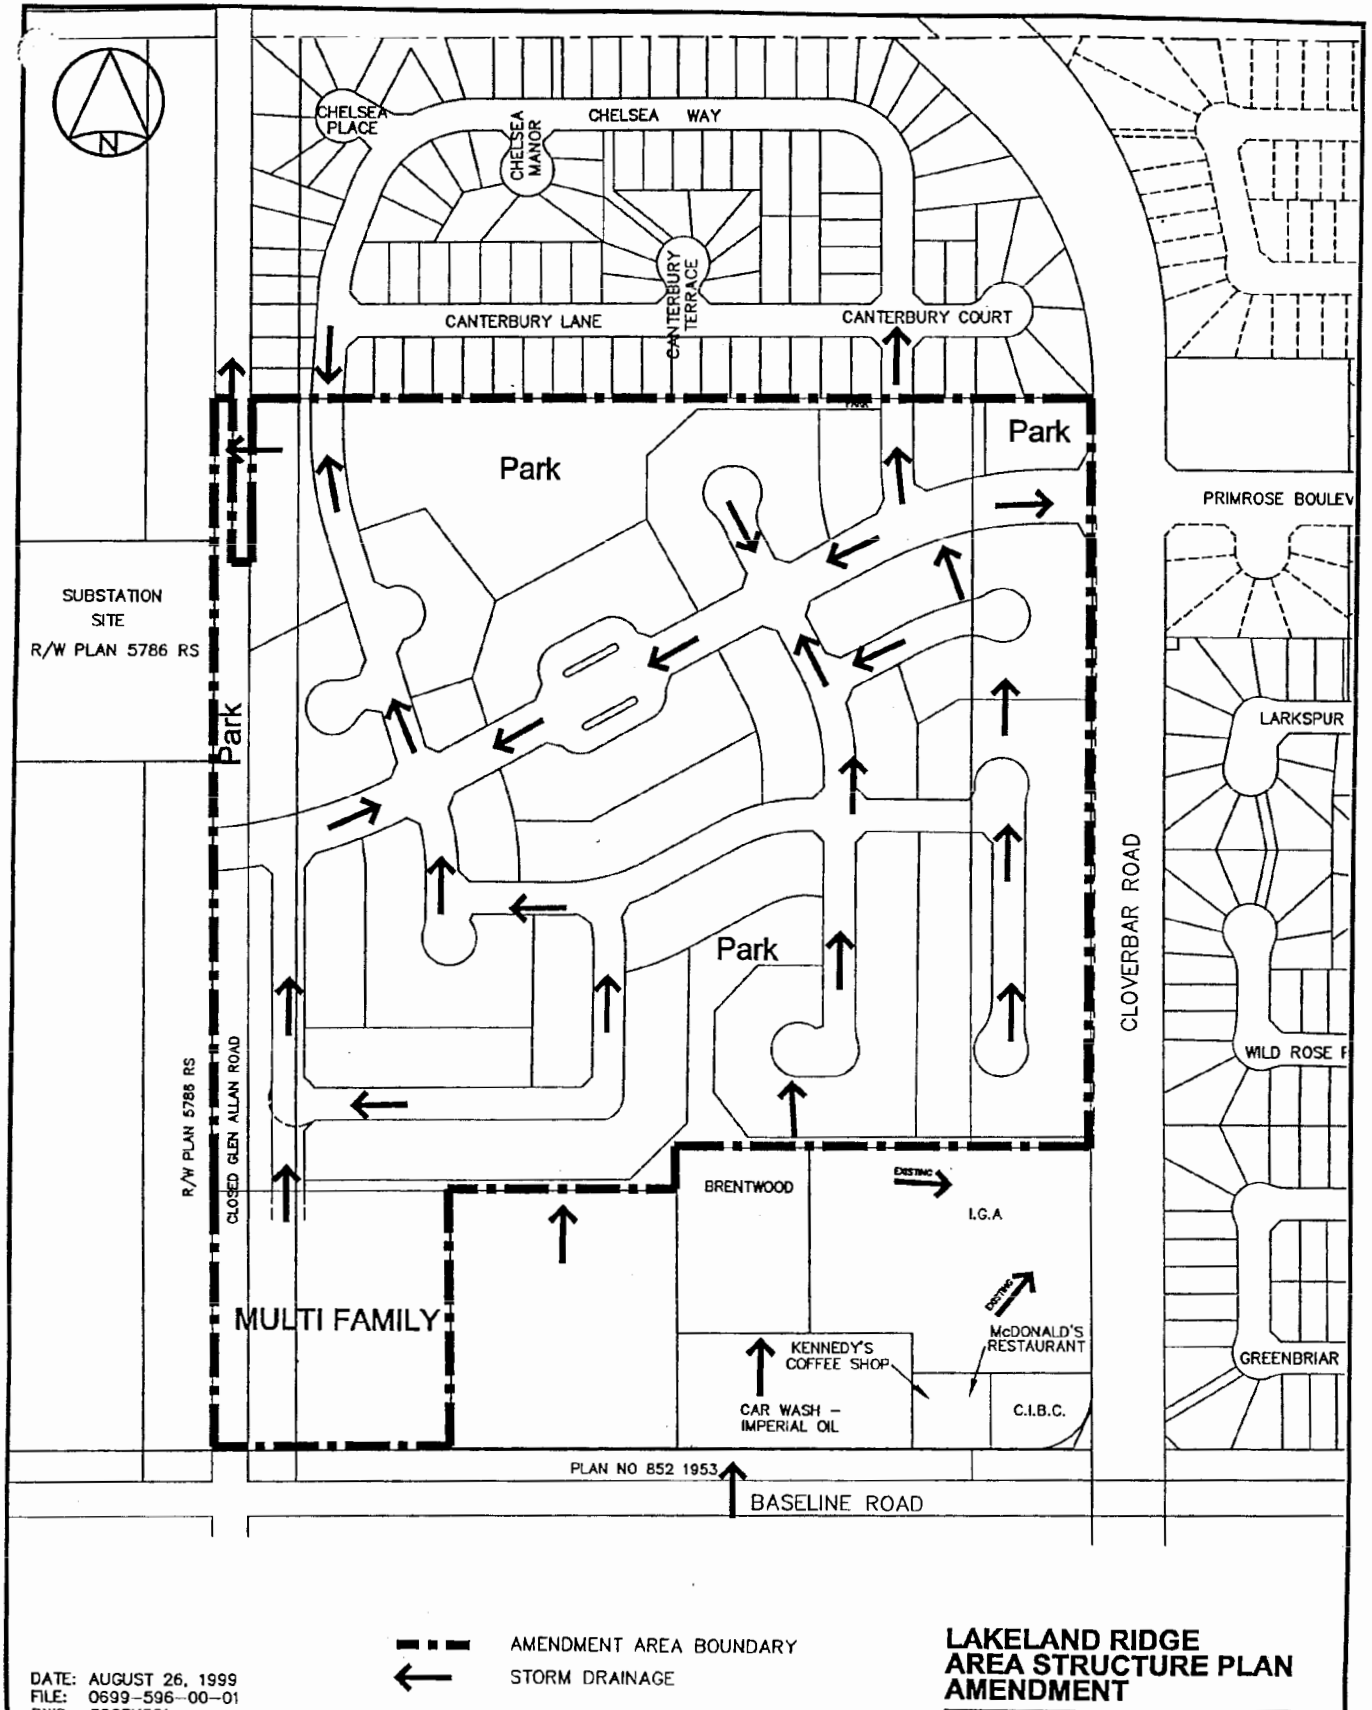 N
CHELSEA
PLACE
CHELSEA
MANOR
CHELSEA WAY
CANTERBURY LANE
CANTERBURY
TERRACE
CANTERBURY COURT
Park
Park
PRIMROSE BOULEV
SUBSTATION
SITE
R/W PLAN 5786 RS
Park
LARKSPUR
CLOVERBAR ROAD
Park
WILD ROSE
R/W PLAN 5786 RS
CLOSED GLEN ALLAN ROAD
BRENTWOOD
EXISTING
I.G.A
EXISTING
MULTI FAMILY
McDONALD'S
RESTAURANT
KENNEDY'S
COFFEE SHOP
GREENBRIAR
CAR WASH –
IMPERIAL OIL
C.I.B.C.
PLAN NO 852 1953
BASELINE ROAD
AMENDMENT AREA BOUNDARY
STORM DRAINAGE
LAKELAND RIDGE
AREA STRUCTURE PLAN
AMENDMENT
DATE: AUGUST 26, 1999
FILE: 0699-596-00-01